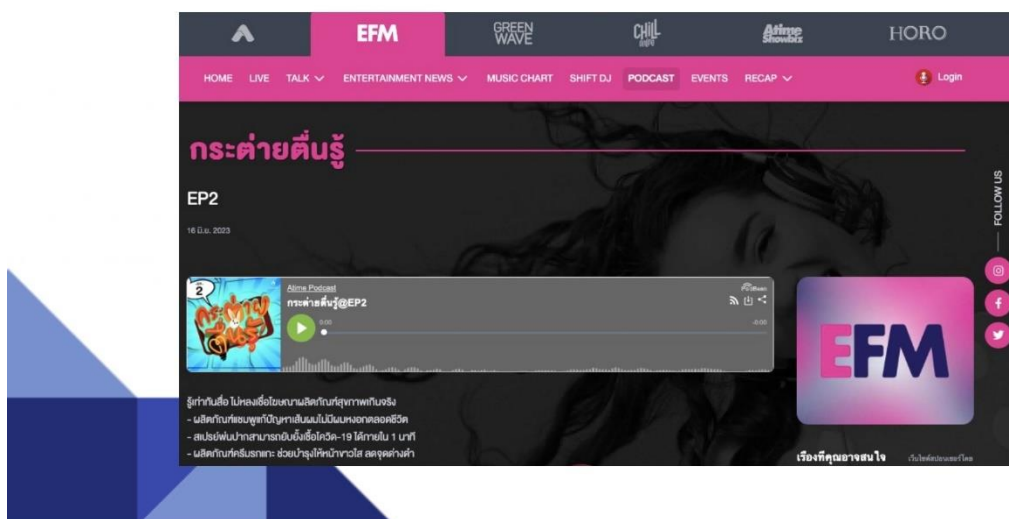 EFM
GREEN WAVE
CHILL
Atime Showbiz
HORO
HOME LIVE TALK ENTERTAINMENT NEWS MUSIC CHART SHIFT DJ PODCAST EVENTS RECAP Login
กระต่ายตื่นรู้
EP2
16 มิ.ย. 2023
FOLLOW US
2
กระต่ายตื่นรู้
Atime Podcast
กระต่ายตื่นรู้@EP2
0:00
-0:00
EFM
รู้เท่าทันสื่อ ไม่หลงเชื่อโฆษณาผลิตภัณฑ์สุขภาพเกินจริง
- ผลิตภัณฑ์แชมพูแก้ปัญหาเส้นผมไม่มีผมหงอกตลอดชีวิต
- สเปรย์พ่นปากสามารถยับยั้งเชื้อโควิด-19 ได้ภายใน 1 นาที
- ผลิตภัณฑ์ครีมรกแกะ ช่วยบำรุงให้หน้าขาวใส ลดจุดด่างดำ
เรื่องที่คุณอาจสนใจ